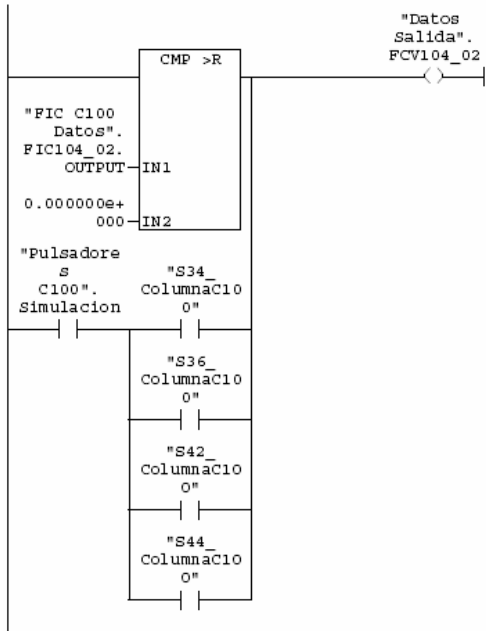 "Datos
Salida".
FCV104_02
CMP >R
"FIC C100
Datos".
FIC104_02.
OUTPUT
IN1
0.000000e+
000
IN2
"Pulsadore
s
C100".
Simulacion
"S34_
ColumnaC10
0"
"S36_
ColumnaC10
0"
"S42_
ColumnaC10
0"
"S44_
ColumnaC10
0"